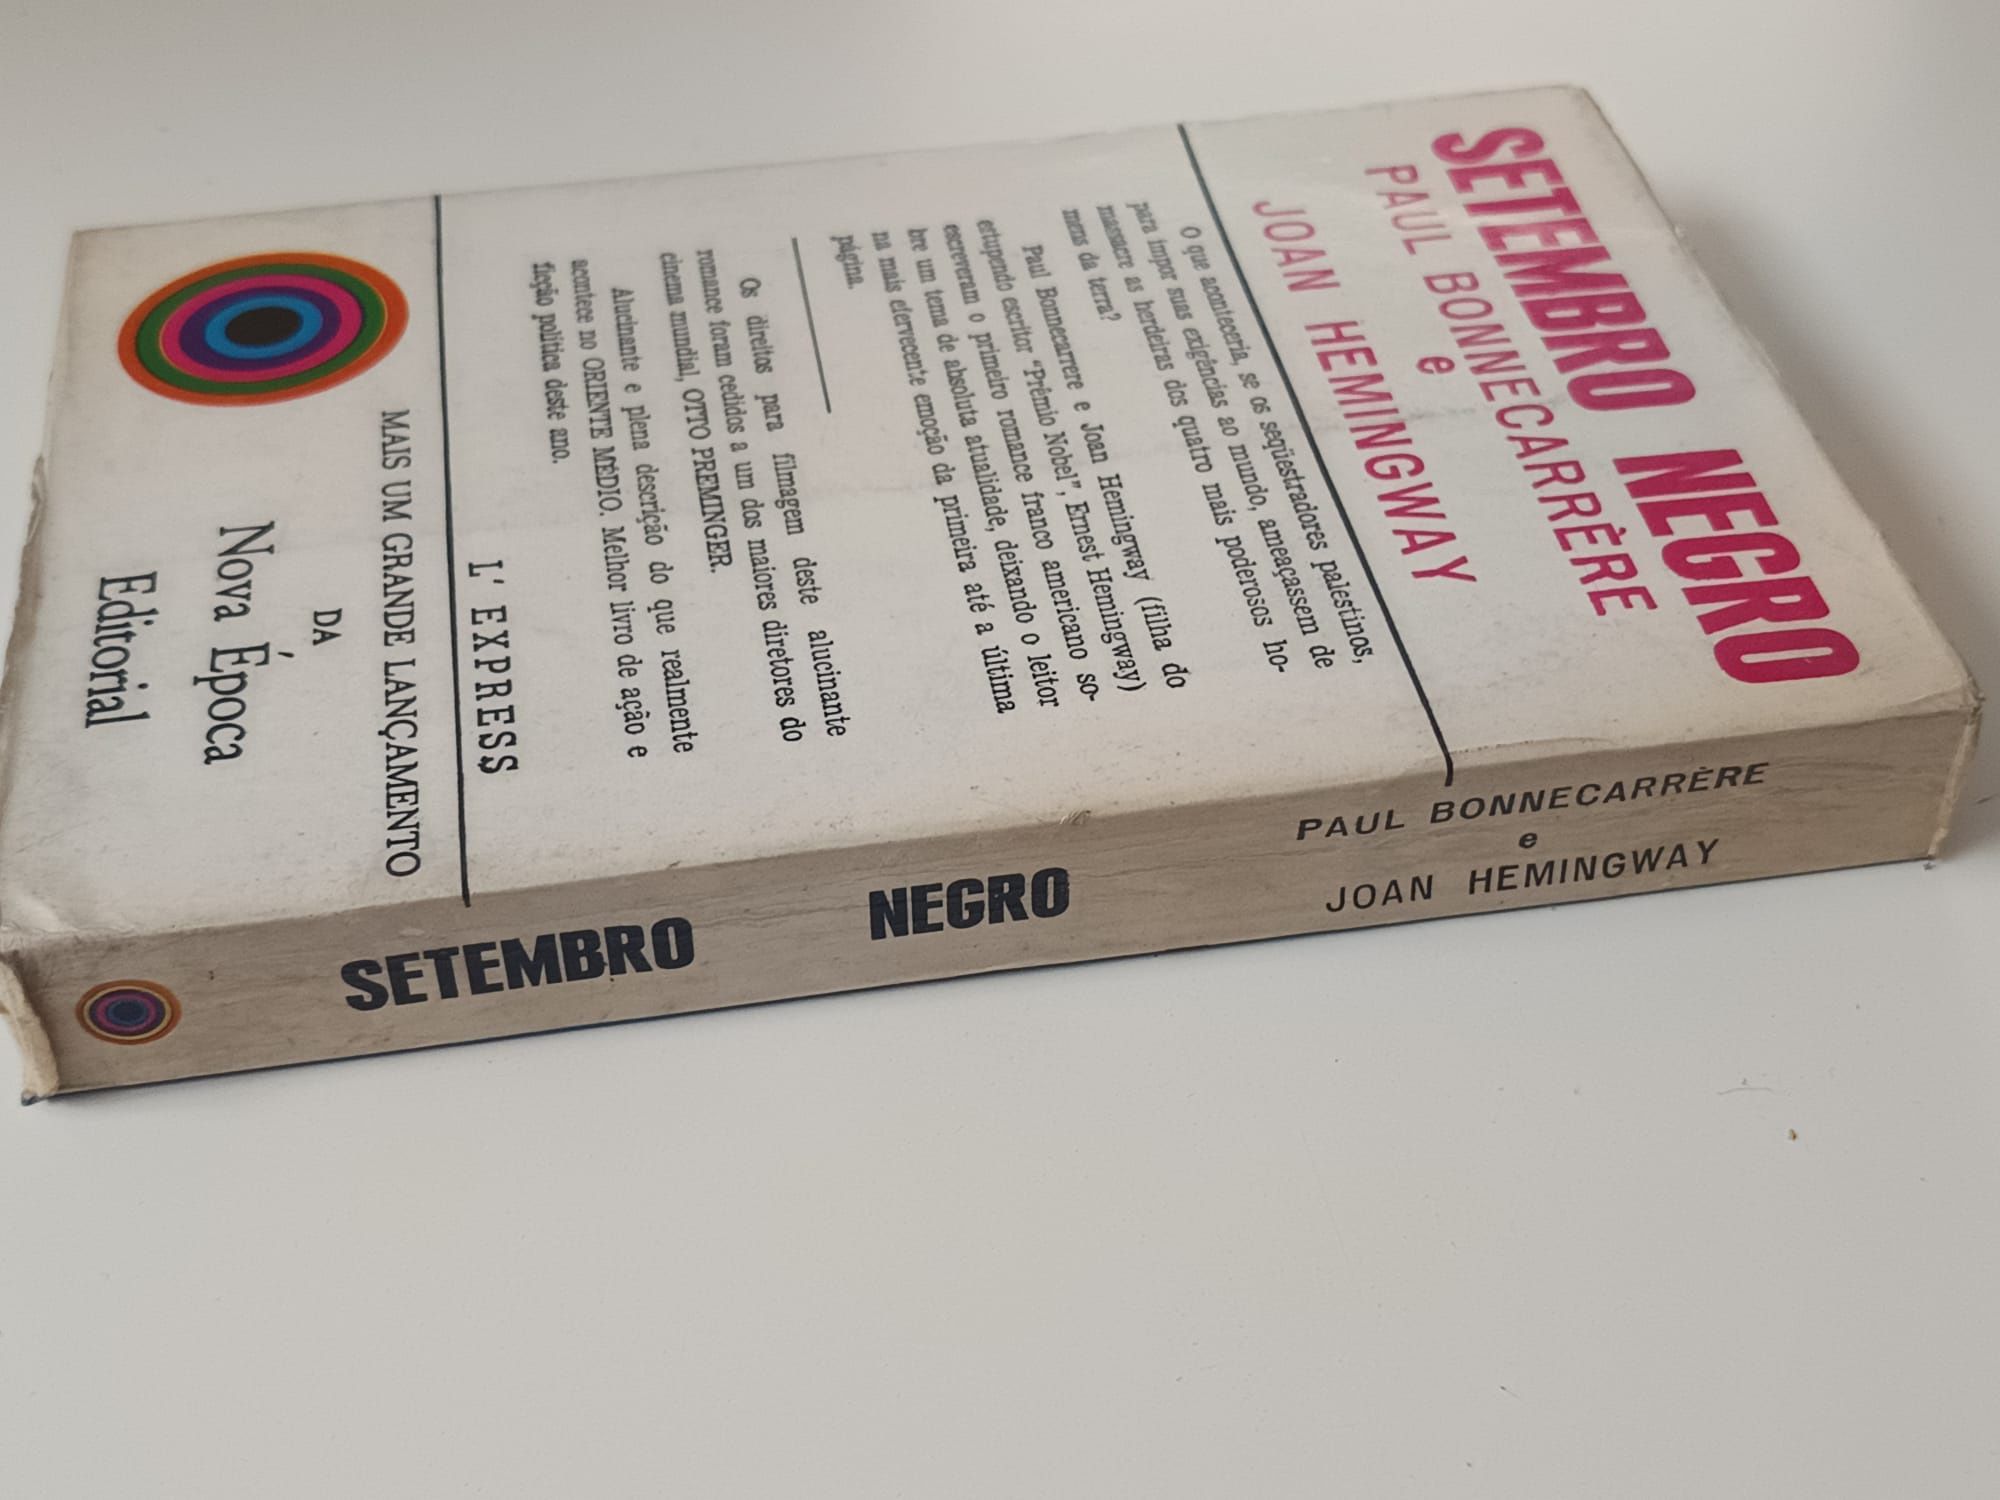 SETEMBRO NEGRO
PAUL BONNECARRÈRE
e
JOAN HEMINGWAY
O que aconteceria, se os seqüestradores palestinos,
para impor suas exigências ao mundo, ameaçassem de
massacre as herdeiras dos quatro mais poderosos ho-
mens da terra?
Paul Bonnecarrere e Joan Hemingway (filha do
estupendo escritor "Prêmio Nobel", Ernest Hemingway)
escreveram o primeiro romance franco americano so-
bre um tema de absoluta atualidade, deixando o leitor
na mais efervecente emoção da primeira até a última
página.
Os direitos para filmagem deste alucinante
romance foram cedidos a um dos maiores diretores do
cinema mundial, OTTO PREMINGER.
Alucinante e plena descrição do que realmente
acontece no ORIENTE MÉDIO. Melhor livro de ação e
ficção política deste ano.
L' EXPRESS
MAIS UM GRANDE LANÇAMENTO
DA
Nova Época
Editorial
SETEMBRO NEGRO
PAUL BONNECARRÈRE
e
JOAN HEMINGWAY